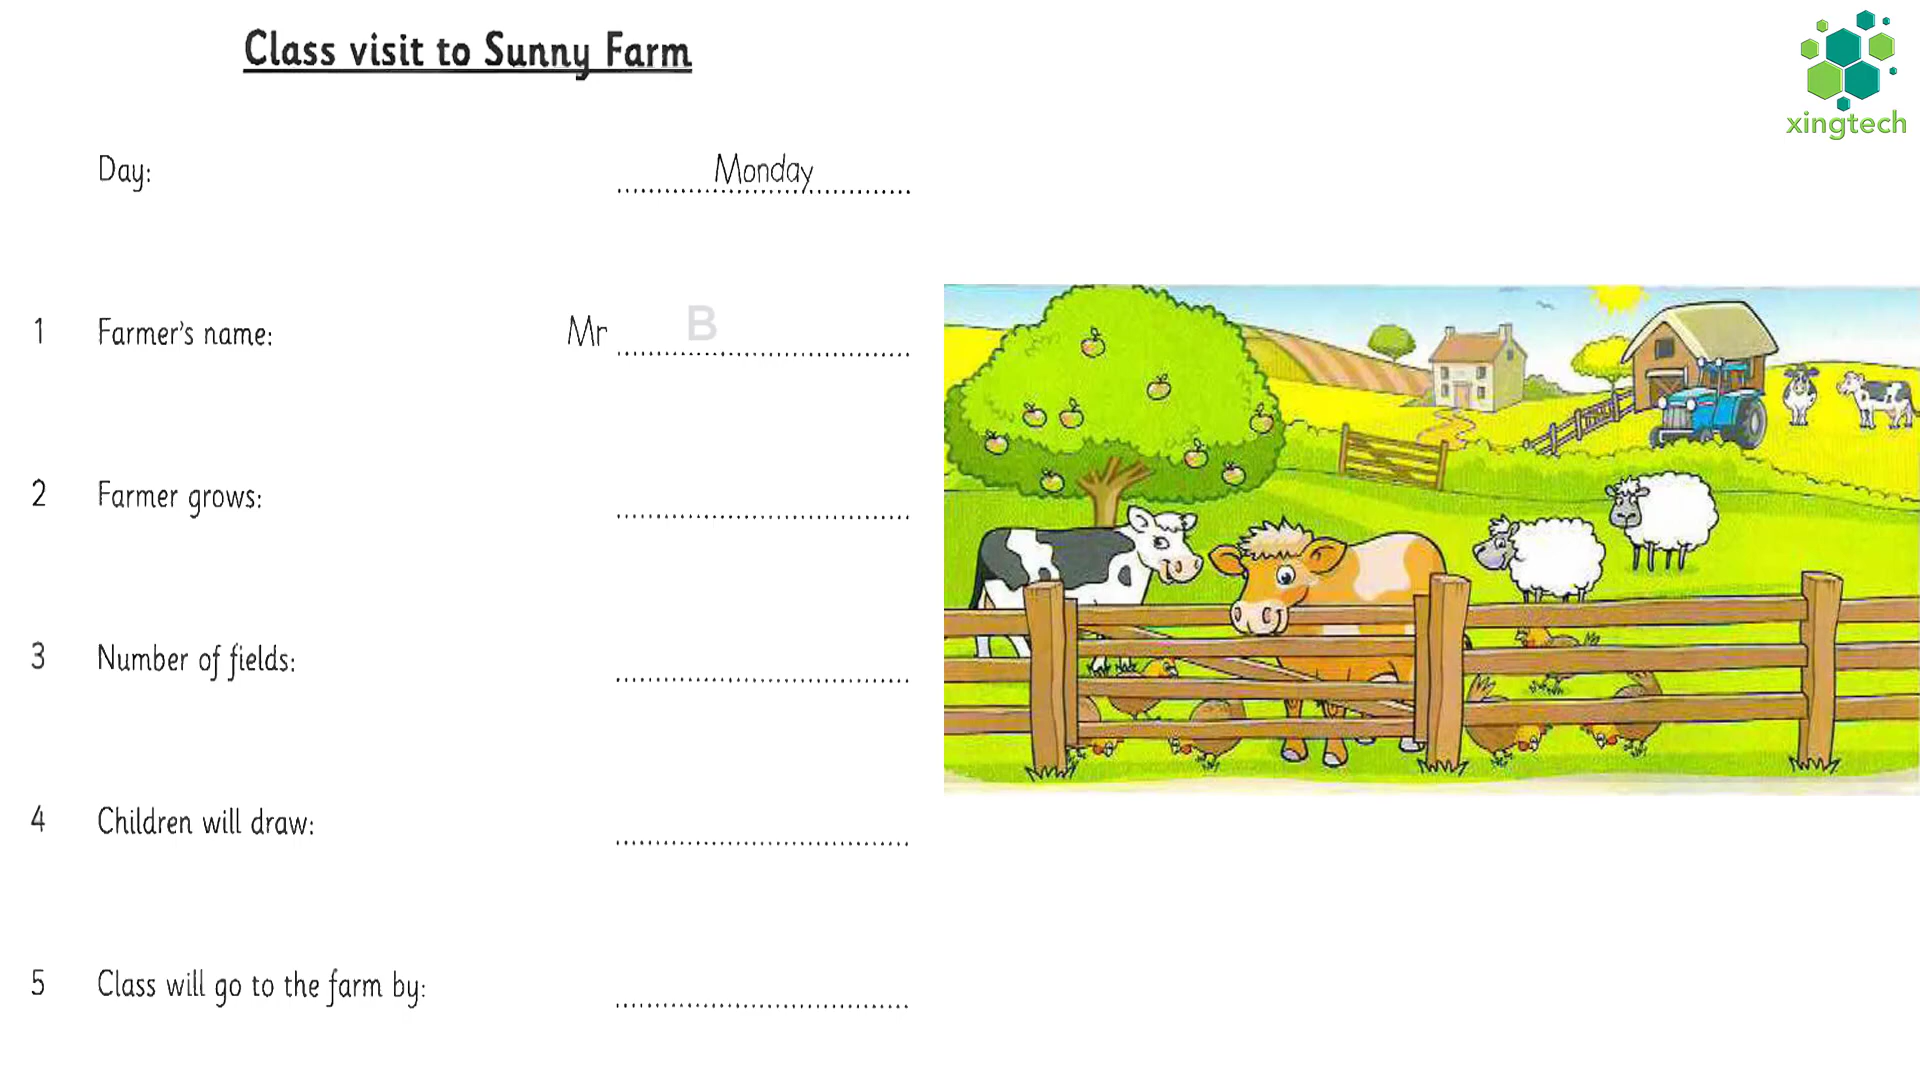 Class visit to Sunny Farm
xingtech
Day: Monday
1 Farmer's name: Mr B
2 Farmer grows:
3 Number of fields:
4 Children will draw:
5 Class will go to the farm by: